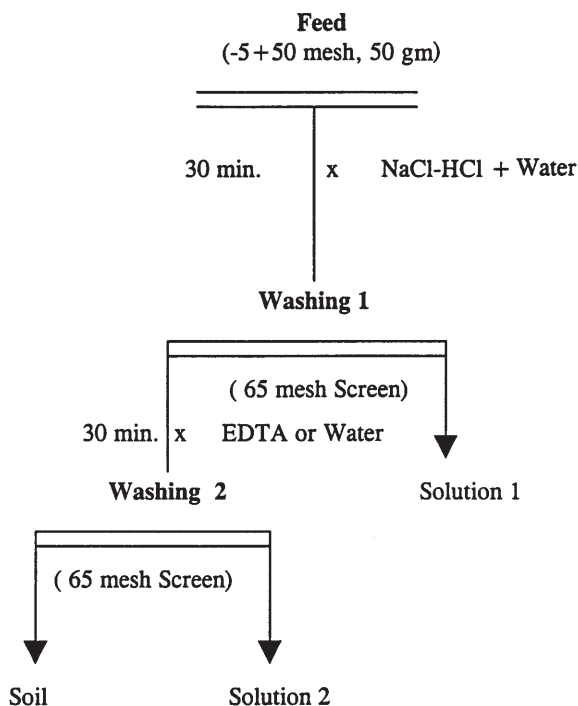 Feed
(-5+50 mesh, 50 gm)
30 min. x NaCl-HCl + Water
Washing 1
( 65 mesh Screen)
30 min. x EDTA or Water
Washing 2
Solution 1
( 65 mesh Screen)
Soil
Solution 2